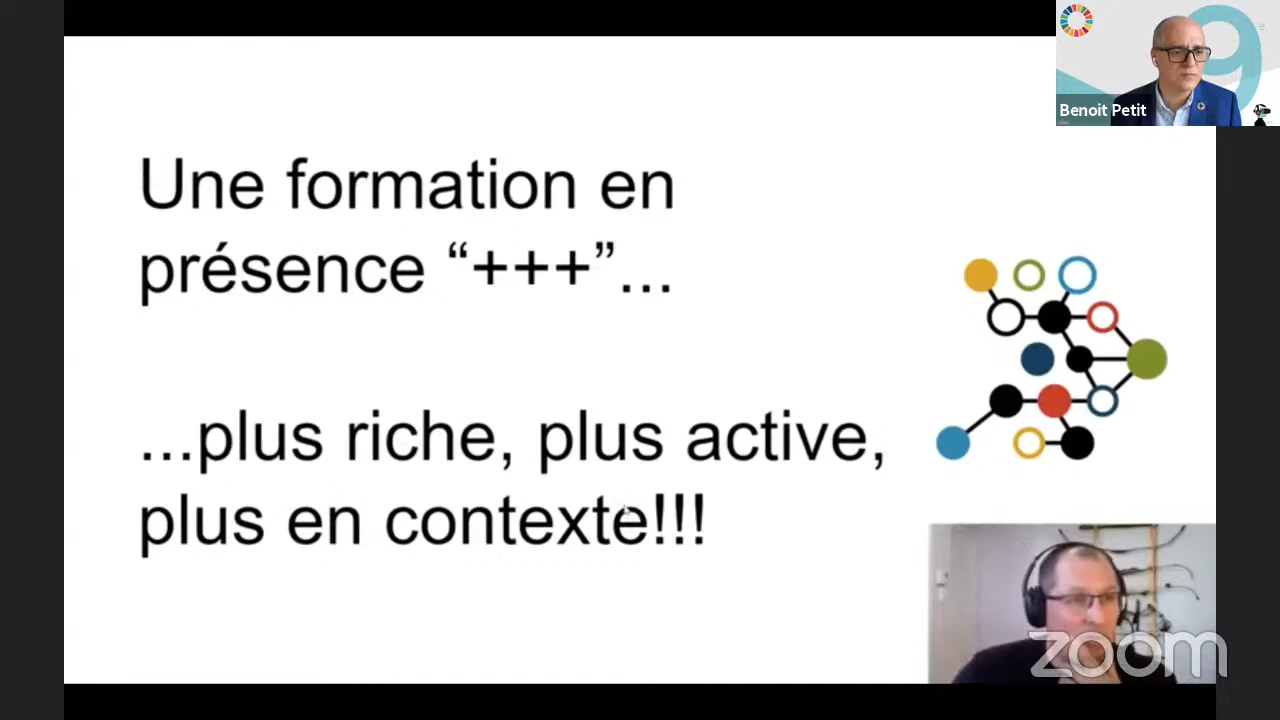 Benoit Petit
Une formation en
présence “+++”...
...plus riche, plus active,
plus en contexte!!!
zoom